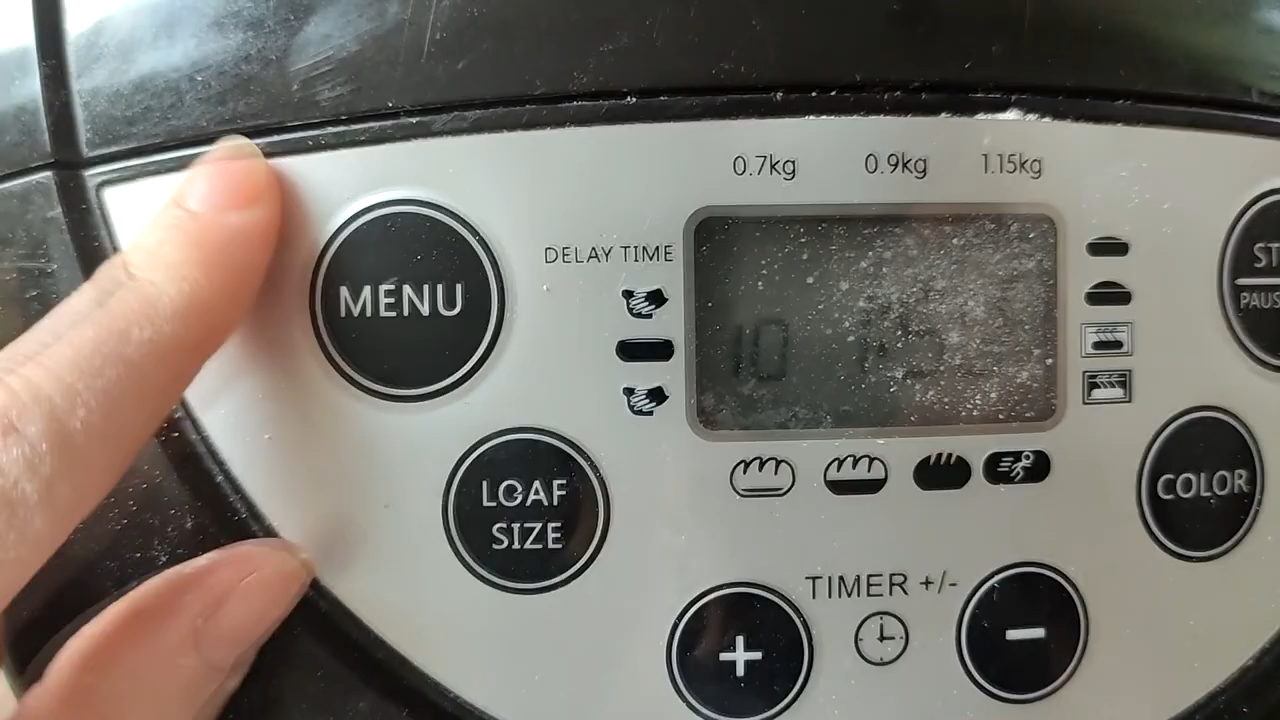 0.7kg 0.9kg 1.15kg
DELAY TIME
MENU
10
LOAF
SIZE
COLOR
TIMER +/-
+
-
ST
PAUS